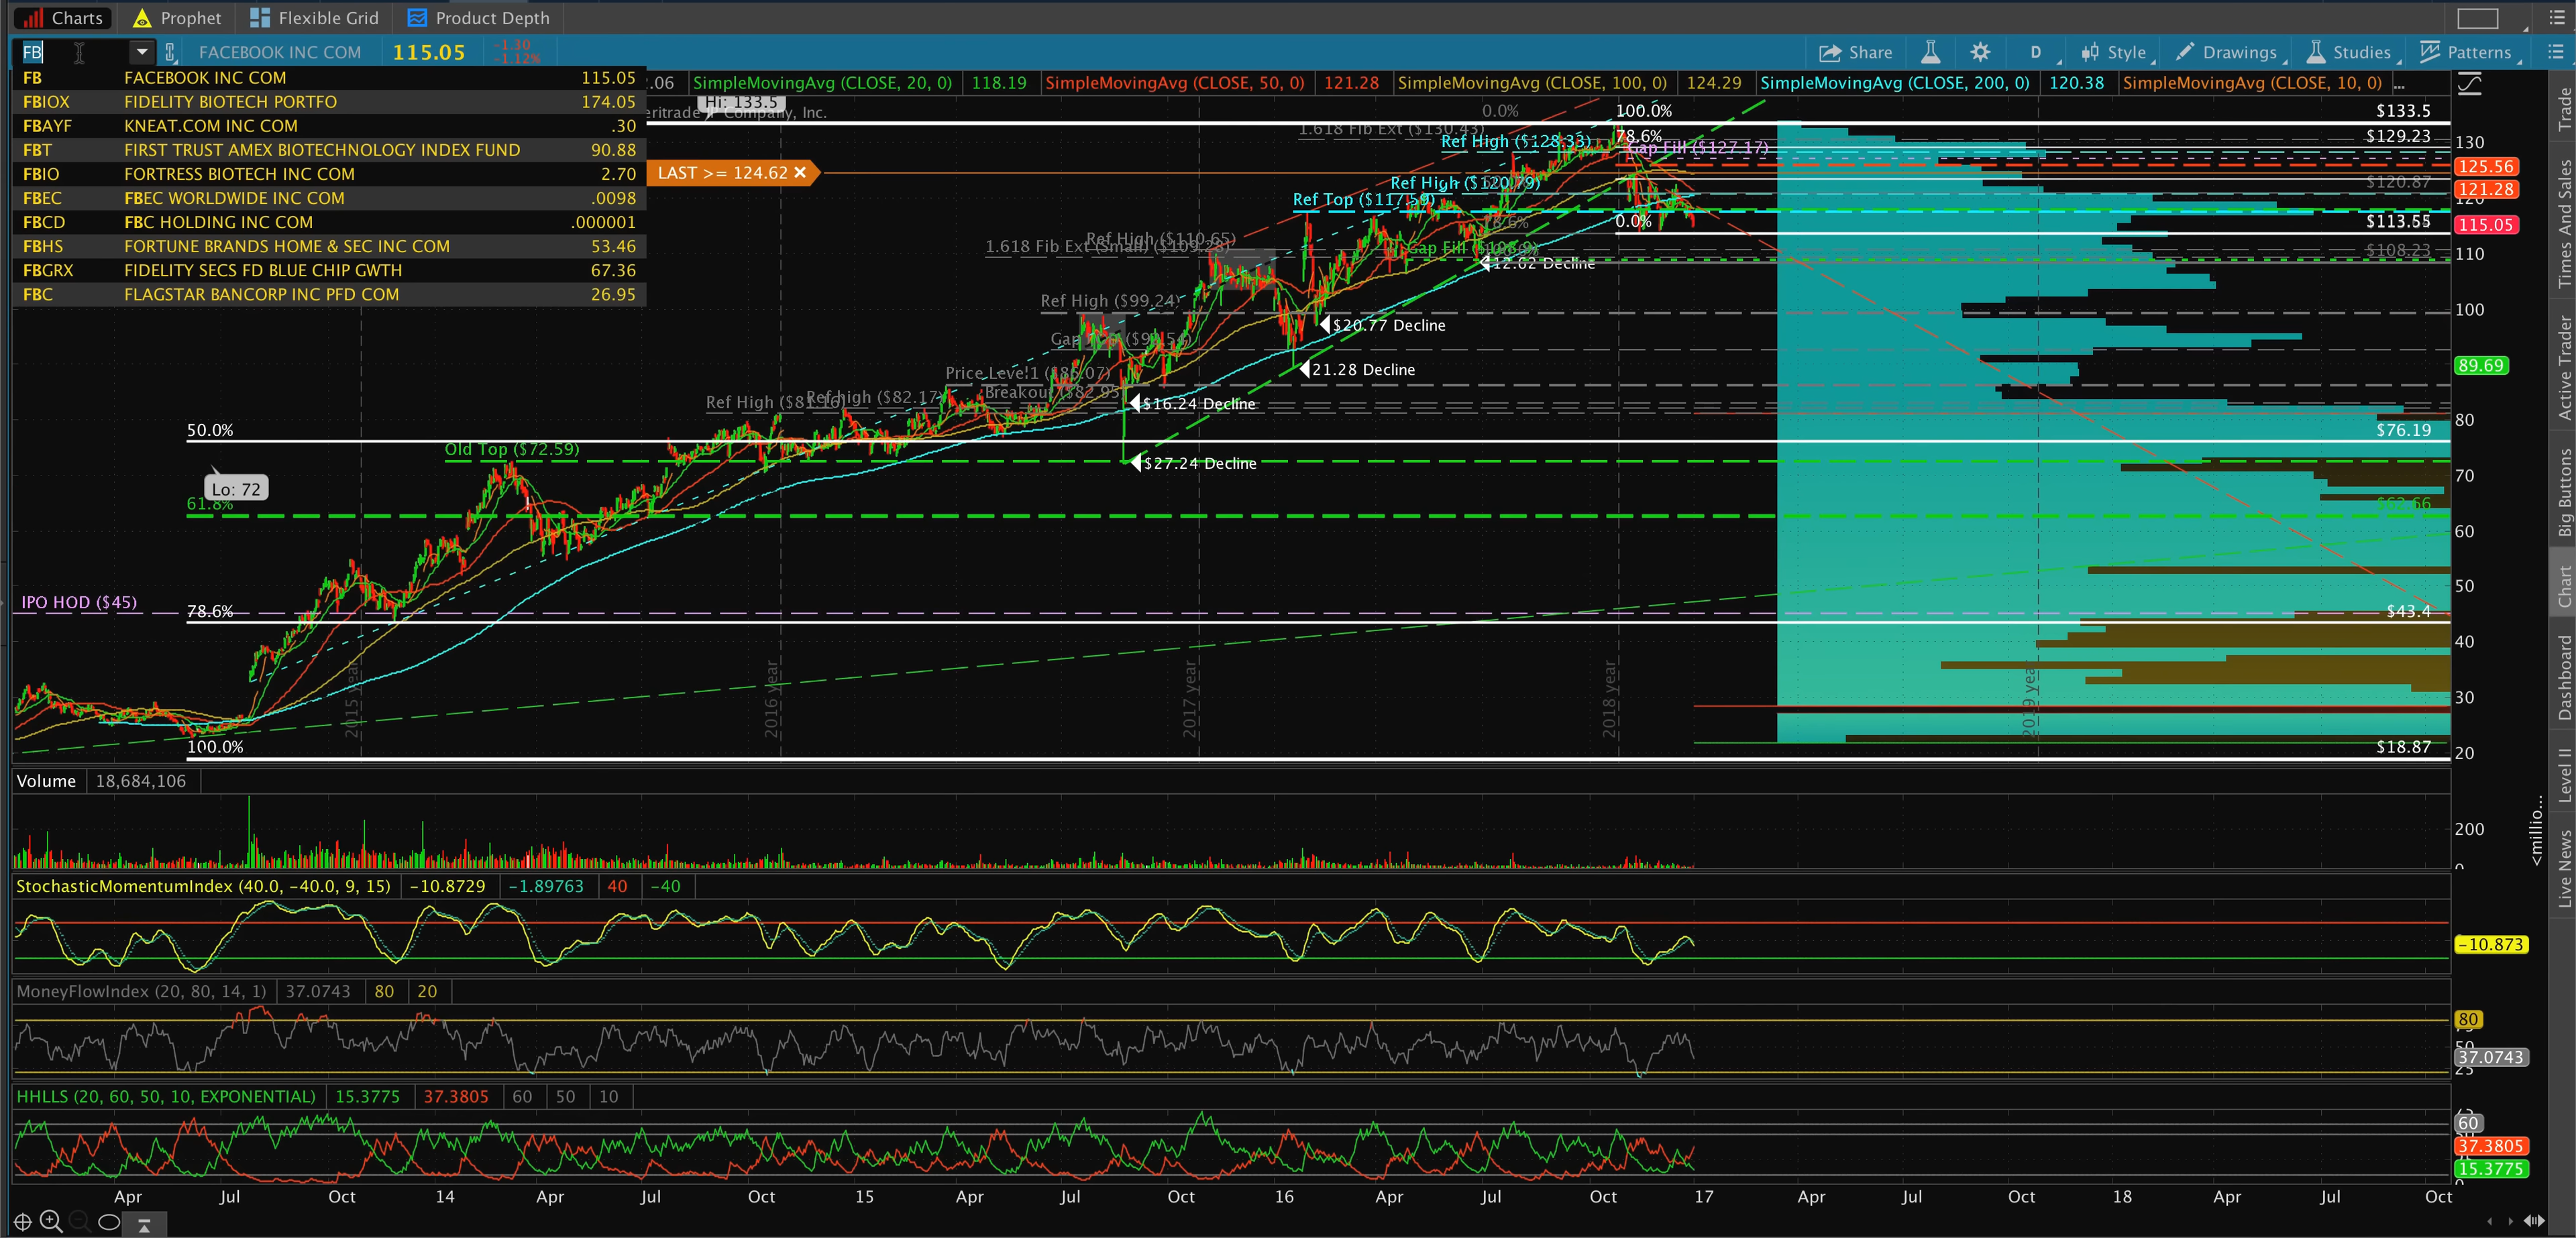 Charts Prophet Flexible Grid Product Depth
FB FACEBOOK INC COM 115.05 -1.30 -1.12% Share D Style Drawings Studies Patterns
FB FACEBOOK INC COM 115.05
FBIOX FIDELITY BIOTECH PORTFO 174.05
FBAYF KNEAT.COM INC COM .30
FBT FIRST TRUST AMEX BIOTECHNOLOGY INDEX FUND 90.88
FBIO FORTRESS BIOTECH INC COM 2.70
FBEC FBEC WORLDWIDE INC COM .0098
FBCD FBC HOLDING INC COM .000001
FBHS FORTUNE BRANDS HOME & SEC INC COM 53.46
FBGRX FIDELITY SECS FD BLUE CHIP GWTH 67.36
FBC FLAGSTAR BANCORP INC PFD COM 26.95
2.06 SimpleMovingAvg (CLOSE, 20, 0) 118.19 SimpleMovingAvg (CLOSE, 50, 0) 121.28 SimpleMovingAvg (CLOSE, 100, 0) 124.29 SimpleMovingAvg (CLOSE, 200, 0) 120.38 SimpleMovingAvg (CLOSE, 10, 0) ...
Hi: 133.5
Company, Inc.
0.0% 100.0% $133.5
1.618 Fib Ext ($130.43)
78.6% $129.23
Ref High ($128.33)
Gap Fill ($127.17)
LAST >= 124.62
Ref High ($120.79)
$120.87
Ref Top ($117.59)
0.0% $113.55
Ref High ($110.65)
1.618 Fib Ext (Small) ($109.28)
Gap Fill ($108.9)
$108.23
12.62 Decline
Ref High ($99.24)
$20.77 Decline
21.28 Decline
Price Level1 ($86.07)
Breakout ($82.95)
Ref High ($81.16)
Ref high ($82.17)
$16.24 Decline
50.0% $76.19
Old Top ($72.59)
$27.24 Decline
Lo: 72
61.8%
IPO HOD ($45)
78.6% $43.4
100.0% $18.87
2015 year
2016 year
2017 year
2018 year
2019 year
130
125.56
121.28
120
115.05
110
100
89.69
80
70
60
50
40
30
20
Volume 18,684,106
200
0
<millio...
StochasticMomentumIndex (40.0, -40.0, 9, 15) -10.8729 -1.89763 40 -40
-10.873
MoneyFlowIndex (20, 80, 14, 1) 37.0743 80 20
80
50
37.0743
25
HHLLS (20, 60, 50, 10, EXPONENTIAL) 15.3775 37.3805 60 50 10
60
37.3805
15.3775
Apr Jul Oct 14 Apr Jul Oct 15 Apr Jul Oct 16 Apr Jul Oct 17 Apr Jul Oct 18 Apr Jul Oct
Trade
Times And Sales
Active Trader
Big Buttons
Chart
Dashboard
Level II
Live News